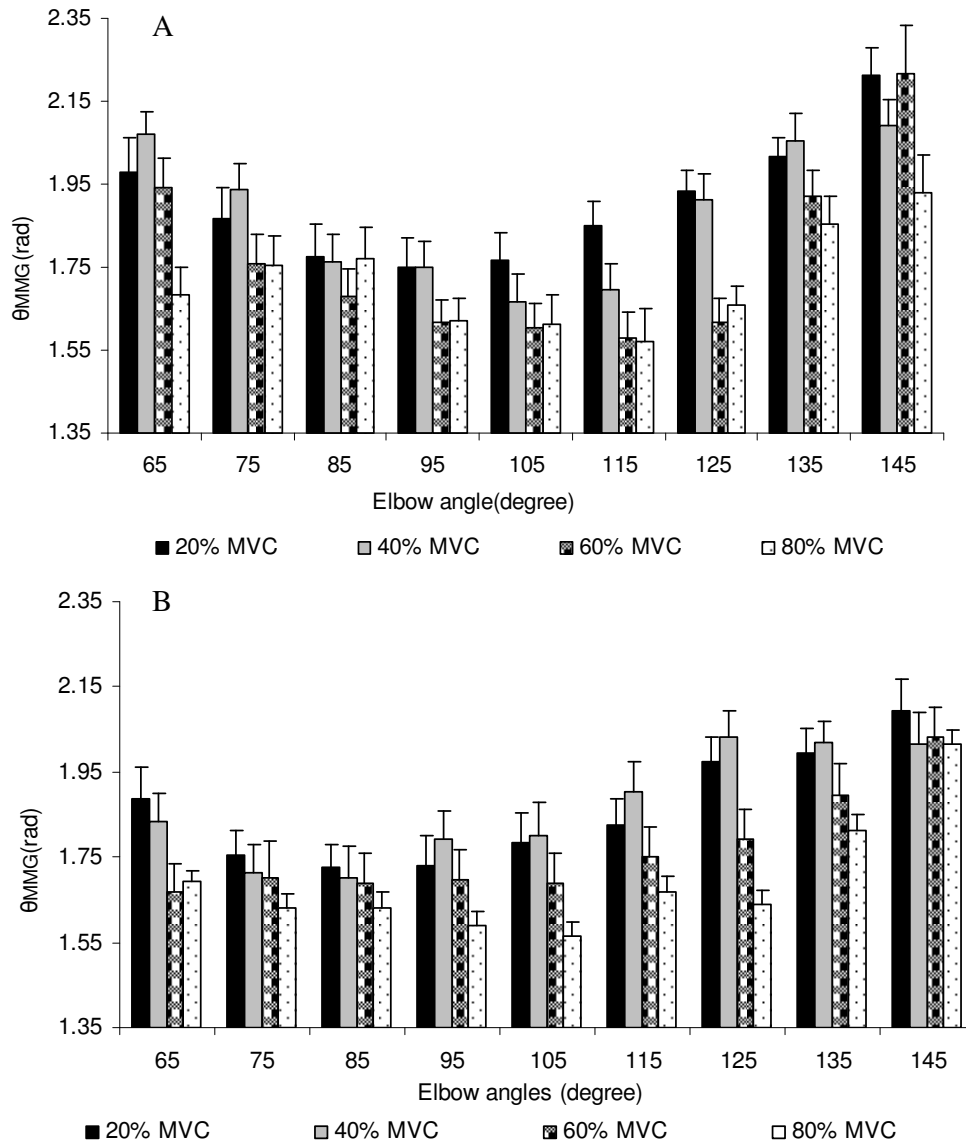 A
2.35
2.15
1.95
1.75
1.55
1.35
θMMG(rad)
65 75 85 95 105 115 125 135 145
Elbow angle(degree)
20% MVC 40% MVC 60% MVC 80% MVC
B
2.35
2.15
1.95
1.75
1.55
1.35
θMMG(rad)
65 75 85 95 105 115 125 135 145
Elbow angles (degree)
20% MVC 40% MVC 60% MVC 80% MVC